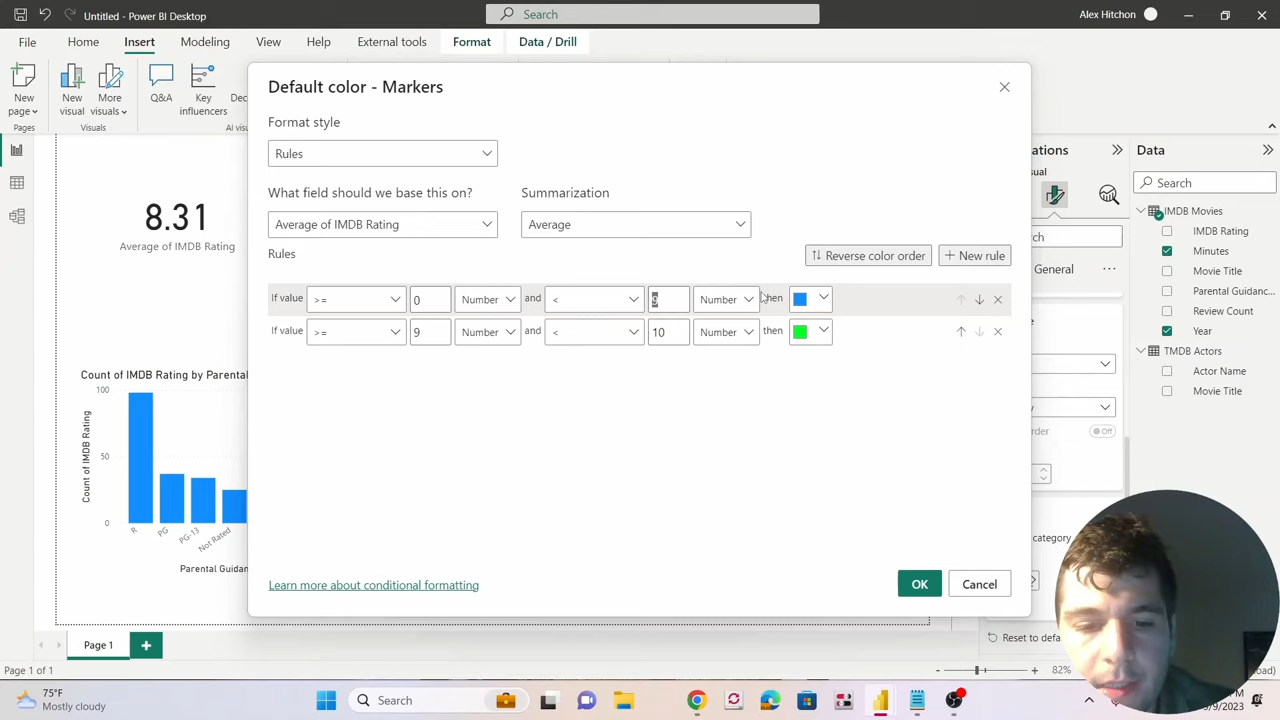 Untitled - Power BI Desktop
Search
Alex Hitchon
File
Home
Insert
Modeling
View
Help
External tools
Format
Data / Drill
New page
New visual
More visuals
Q&A
Key influencers
Pages
Visuals
AI
Default color - Markers
Format style
Rules
What field should we base this on?
Summarization
Average of IMDB Rating
Average
Rules
Reverse color order
New rule
If value >= 0 Number and < 9 Number then
If value >= 9 Number and < 10 Number then
Learn more about conditional formatting
OK
Cancel
8.31
Average of IMDB Rating
Count of IMDB Rating by Parental
Count of IMDB Rating
100
50
0
R
PG
PG-13
Not Rated
Data
Search
General
IMDB Movies
IMDB Rating
Minutes
Movie Title
Parental Guidanc...
Review Count
Year
TMDB Actors
Actor Name
Movie Title
Off
category
Page 1
Page 1 of 1
82%
75°F
Mostly cloudy
Search